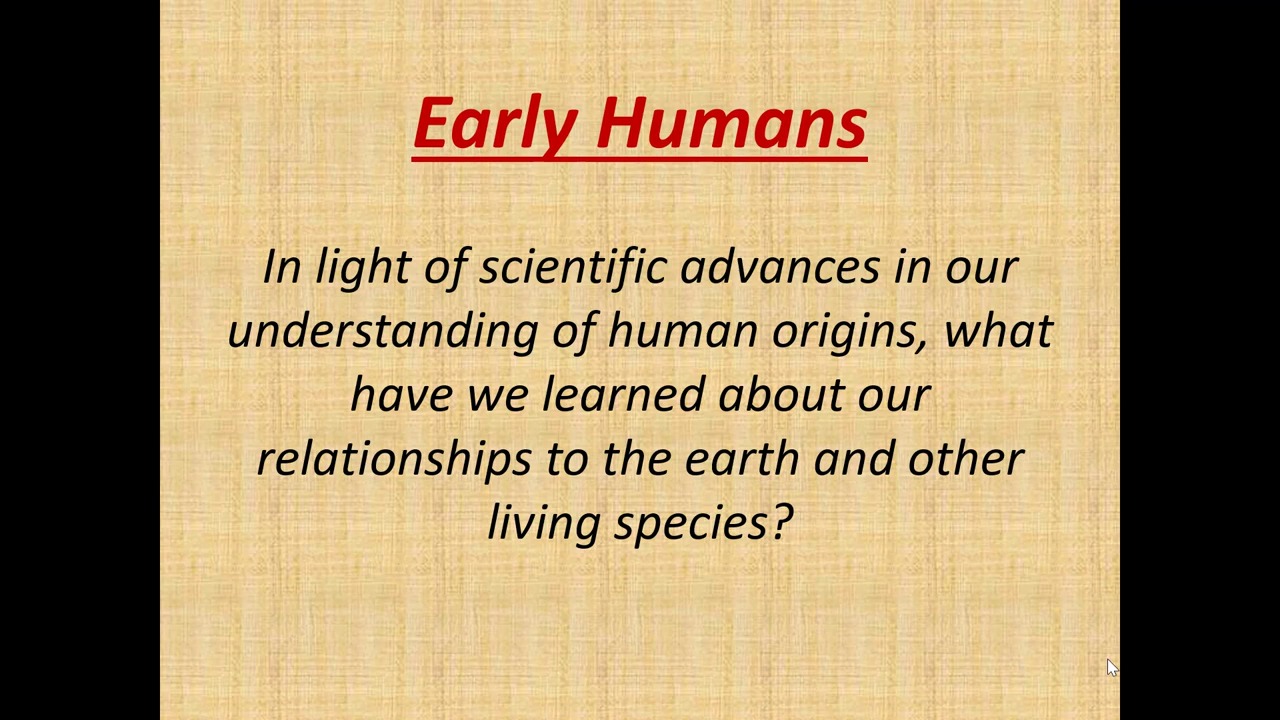 Early Humans
In light of scientific advances in our
understanding of human origins, what
have we learned about our
relationships to the earth and other
living species?